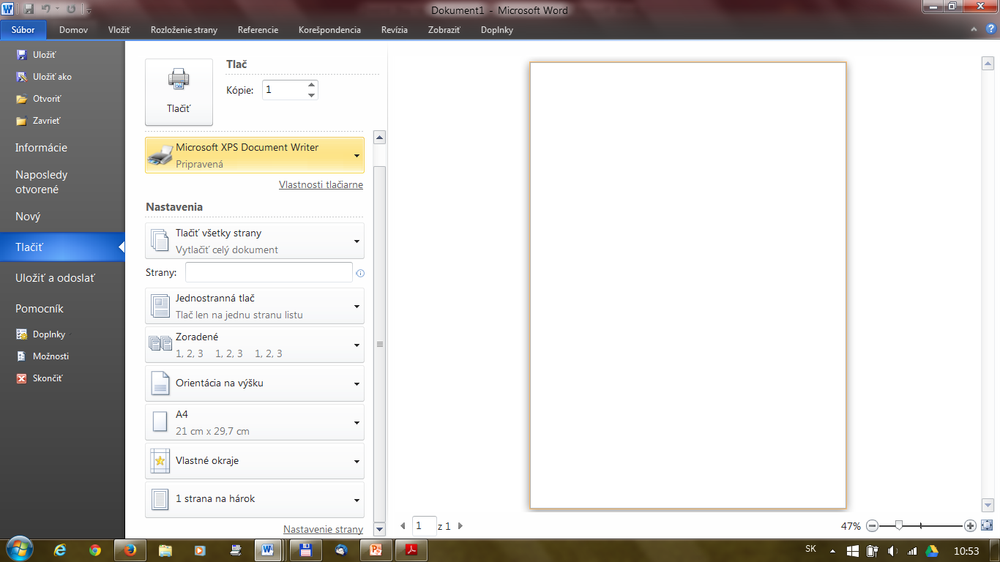 Dokument1 - Microsoft Word
Súbor Domov Vložiť Rozloženie strany Referencie Korešpondencia Revízia Zobraziť Doplnky
Uložiť
Uložiť ako
Otvoriť
Zavrieť
Informácie
Naposledy
otvorené
Nový
Tlačiť
Uložiť a odoslať
Pomocník
Doplnky
Možnosti
Skončiť
Tlačiť
Tlač
Kópie: 1
Microsoft XPS Document Writer
Pripravená
Vlastnosti tlačiarne
Nastavenia
Tlačiť všetky strany
Vytlačiť celý dokument
Strany:
Jednostranná tlač
Tlač len na jednu stranu listu
Zoradené
1, 2, 3 1, 2, 3 1, 2, 3
Orientácia na výšku
A4
21 cm x 29,7 cm
Vlastné okraje
1 strana na hárok
Nastavenie strany
1 z 1
47%
SK
10:53